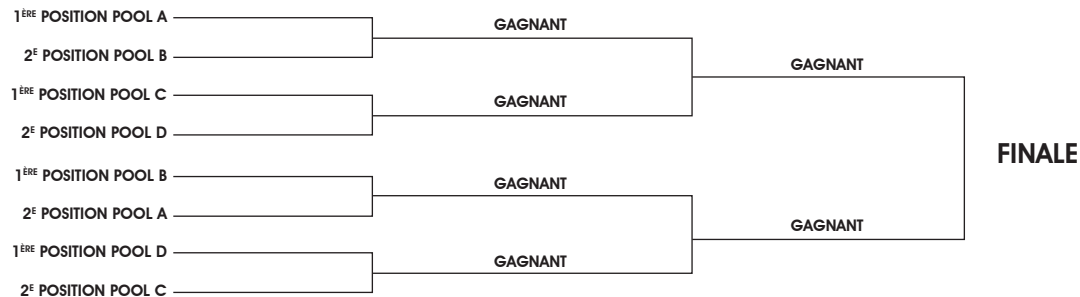 1ÈRE POSITION POOL A
GAGNANT
2E POSITION POOL B
GAGNANT
1ÈRE POSITION POOL C
GAGNANT
2E POSITION POOL D
FINALE
1ÈRE POSITION POOL B
GAGNANT
2E POSITION POOL A
GAGNANT
1ÈRE POSITION POOL D
GAGNANT
2E POSITION POOL C